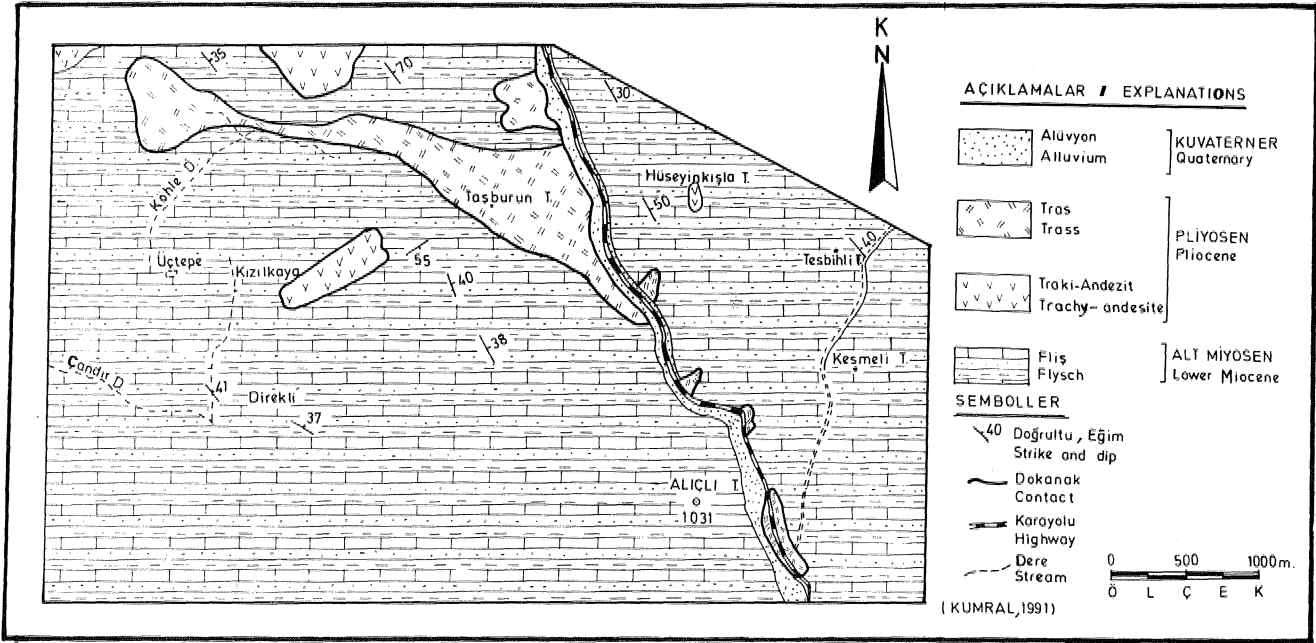 35
70
30
K
N
Kohle D.
Taşburun T.
Hüseyinkışla T.
50
40
Tesbihli T.
Üçtepe
Kızılkaya
55
40
38
Keşmeli T.
Çandır D.
41
Direkli
37
ALIÇLI T.
1031
AÇIKLAMALAR / EXPLANATIONS
Alüvyon
Alluvium
KUVATERNER
Quaternary
Tras
Trass
PLİYOSEN
Pliocene
Traki-Andezit
Trachy-andesite
Fliş
Flysch
ALT MİYOSEN
Lower Miocene
SEMBOLLER
40
Doğrultu, Eğim
Strike and dip
Dokanak
Contact
Karayolu
Highway
Dere
Stream
0 500 1000 m.
Ö L Ç E K
(KUMRAL,1991)